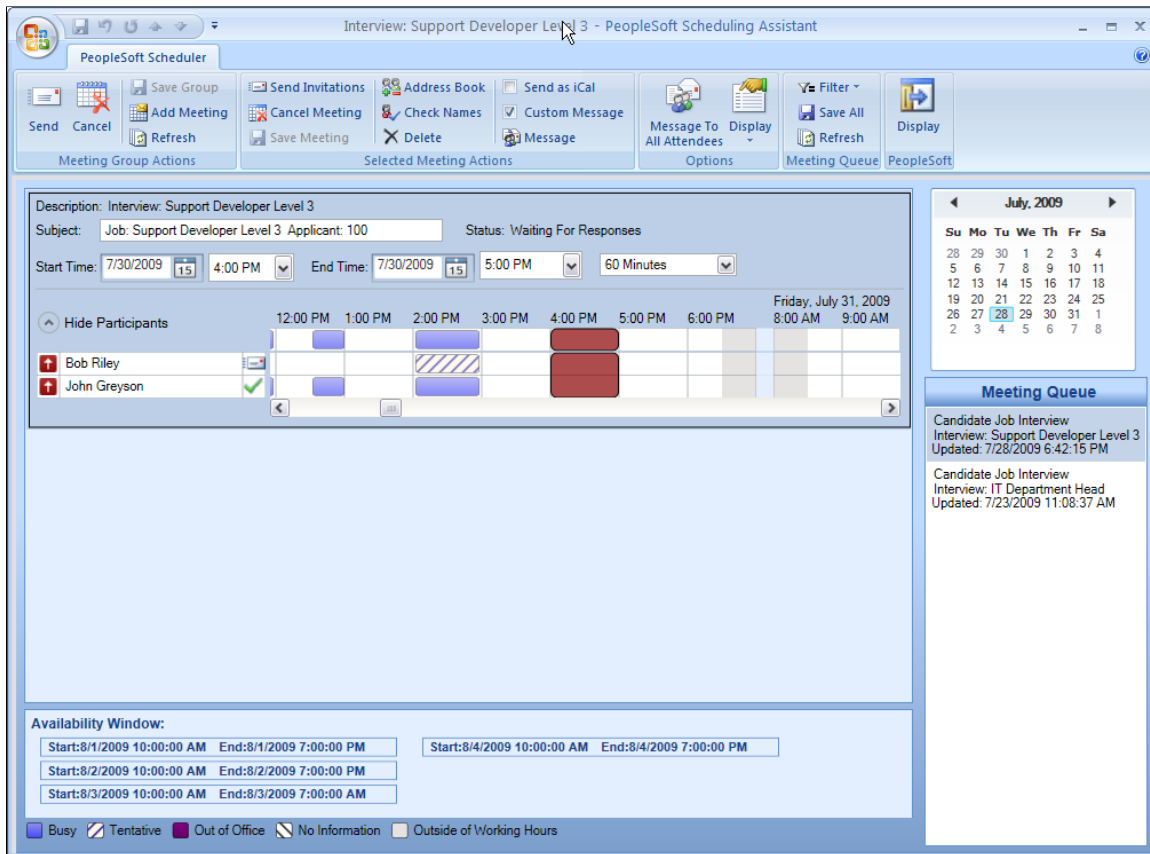 Interview: Support Developer Level 3 - PeopleSoft Scheduling Assistant
PeopleSoft Scheduler
Send
Cancel
Save Group
Add Meeting
Refresh
Meeting Group Actions
Send Invitations
Cancel Meeting
Save Meeting
Address Book
Check Names
Delete
Send as iCal
Custom Message
Message
Selected Meeting Actions
Message To All Attendees
Display
Options
Filter
Save All
Refresh
Meeting Queue
Display
PeopleSoft
Description: Interview: Support Developer Level 3
Subject: Job: Support Developer Level 3 Applicant: 100 Status: Waiting For Responses
Start Time: 7/30/2009 15 4:00 PM End Time: 7/30/2009 15 5:00 PM 60 Minutes
Friday, July 31, 2009
Hide Participants 12:00 PM 1:00 PM 2:00 PM 3:00 PM 4:00 PM 5:00 PM 6:00 PM 8:00 AM 9:00 AM
Bob Riley
John Greyson
Availability Window:
Start:8/1/2009 10:00:00 AM End:8/1/2009 7:00:00 PM
Start:8/2/2009 10:00:00 AM End:8/2/2009 7:00:00 PM
Start:8/3/2009 10:00:00 AM End:8/3/2009 7:00:00 AM
Start:8/4/2009 10:00:00 AM End:8/4/2009 7:00:00 PM
Busy Tentative Out of Office No Information Outside of Working Hours
July, 2009
Su Mo Tu We Th Fr Sa
28 29 30 1 2 3 4
5 6 7 8 9 10 11
12 13 14 15 16 17 18
19 20 21 22 23 24 25
26 27 28 29 30 31 1
2 3 4 5 6 7 8
Meeting Queue
Candidate Job Interview
Interview: Support Developer Level 3
Updated: 7/28/2009 6:42:15 PM
Candidate Job Interview
Interview: IT Department Head
Updated: 7/23/2009 11:08:37 AM